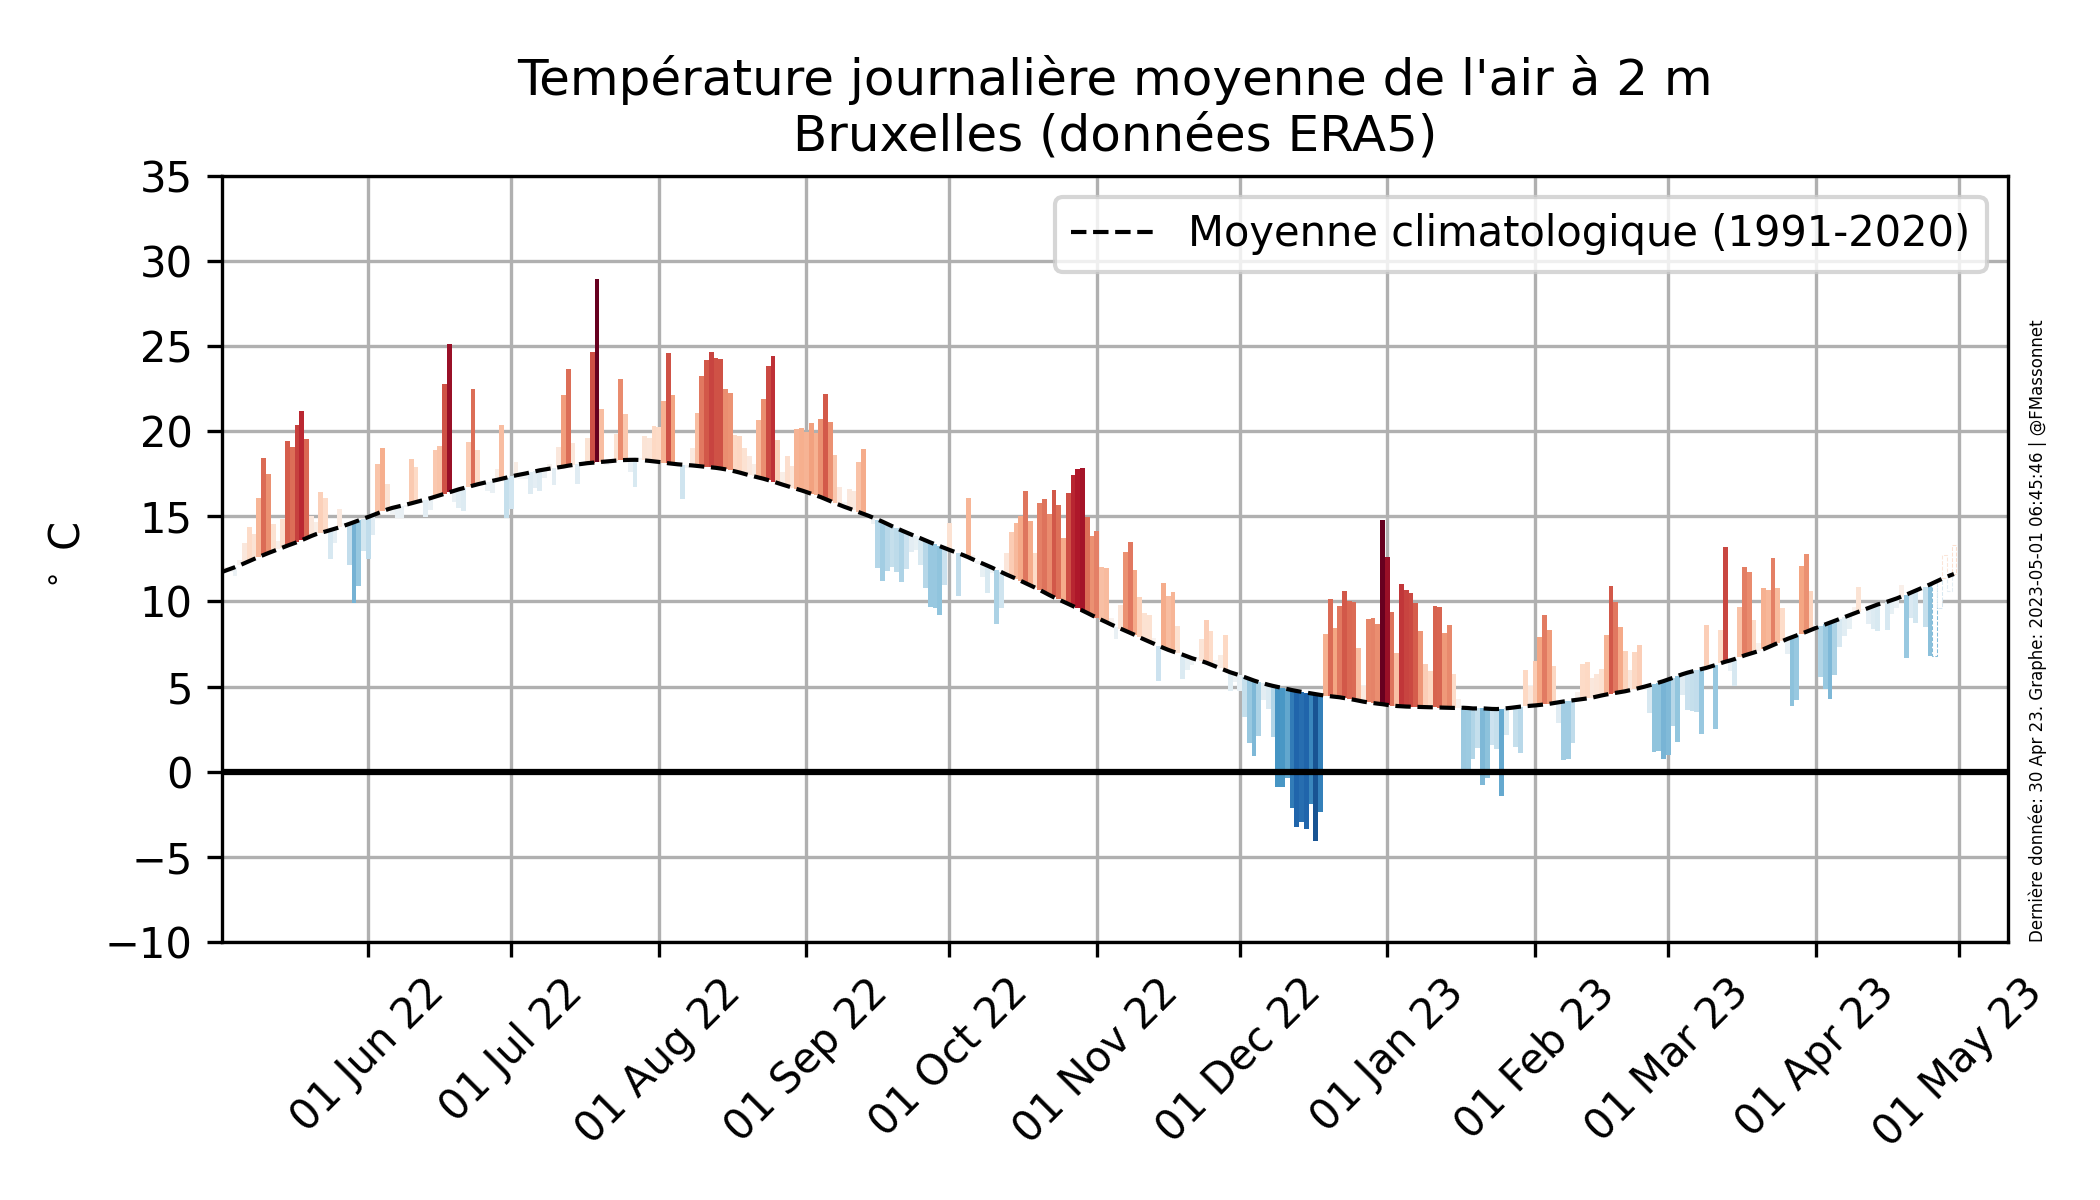 Température journalière moyenne de l'air à 2 m
Bruxelles (données ERA5)
Moyenne climatologique (1991-2020)
° C
35
30
25
20
15
10
5
0
−5
−10
01 Jun 22
01 Jul 22
01 Aug 22
01 Sep 22
01 Oct 22
01 Nov 22
01 Dec 22
01 Jan 23
01 Feb 23
01 Mar 23
01 Apr 23
01 May 23
Dernière donnée: 30 Apr 23. Graphe: 2023-05-01 06:45:46 | @FMassonnet